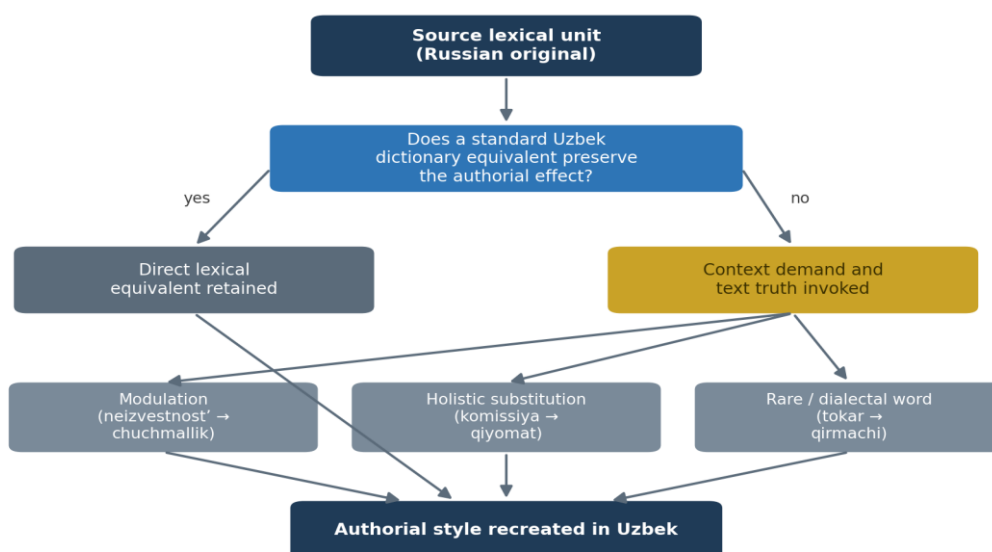 Source lexical unit
(Russian original)
Does a standard Uzbek
dictionary equivalent preserve
the authorial effect?
yes
no
Direct lexical
equivalent retained
Context demand and
text truth invoked
Modulation
(neizvestnost’ →
chuchmallik)
Holistic substitution
(komissiya →
qiyomat)
Rare / dialectal word
(tokar →
qirmachi)
Authorial style recreated in Uzbek